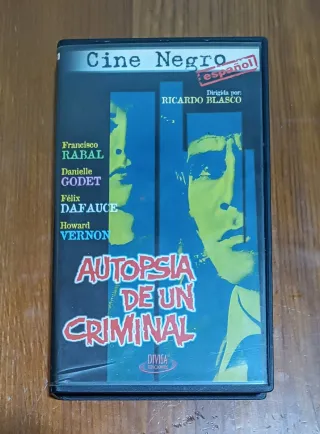 Cine Negro
español
Dirigida por:
RICARDO BLASCO
Francisco
RABAL
Danielle
GODET
Félix
DAFAUCE
Howard
VERNON
AUTOPSIA
DE UN
CRIMINAL
DIVISA